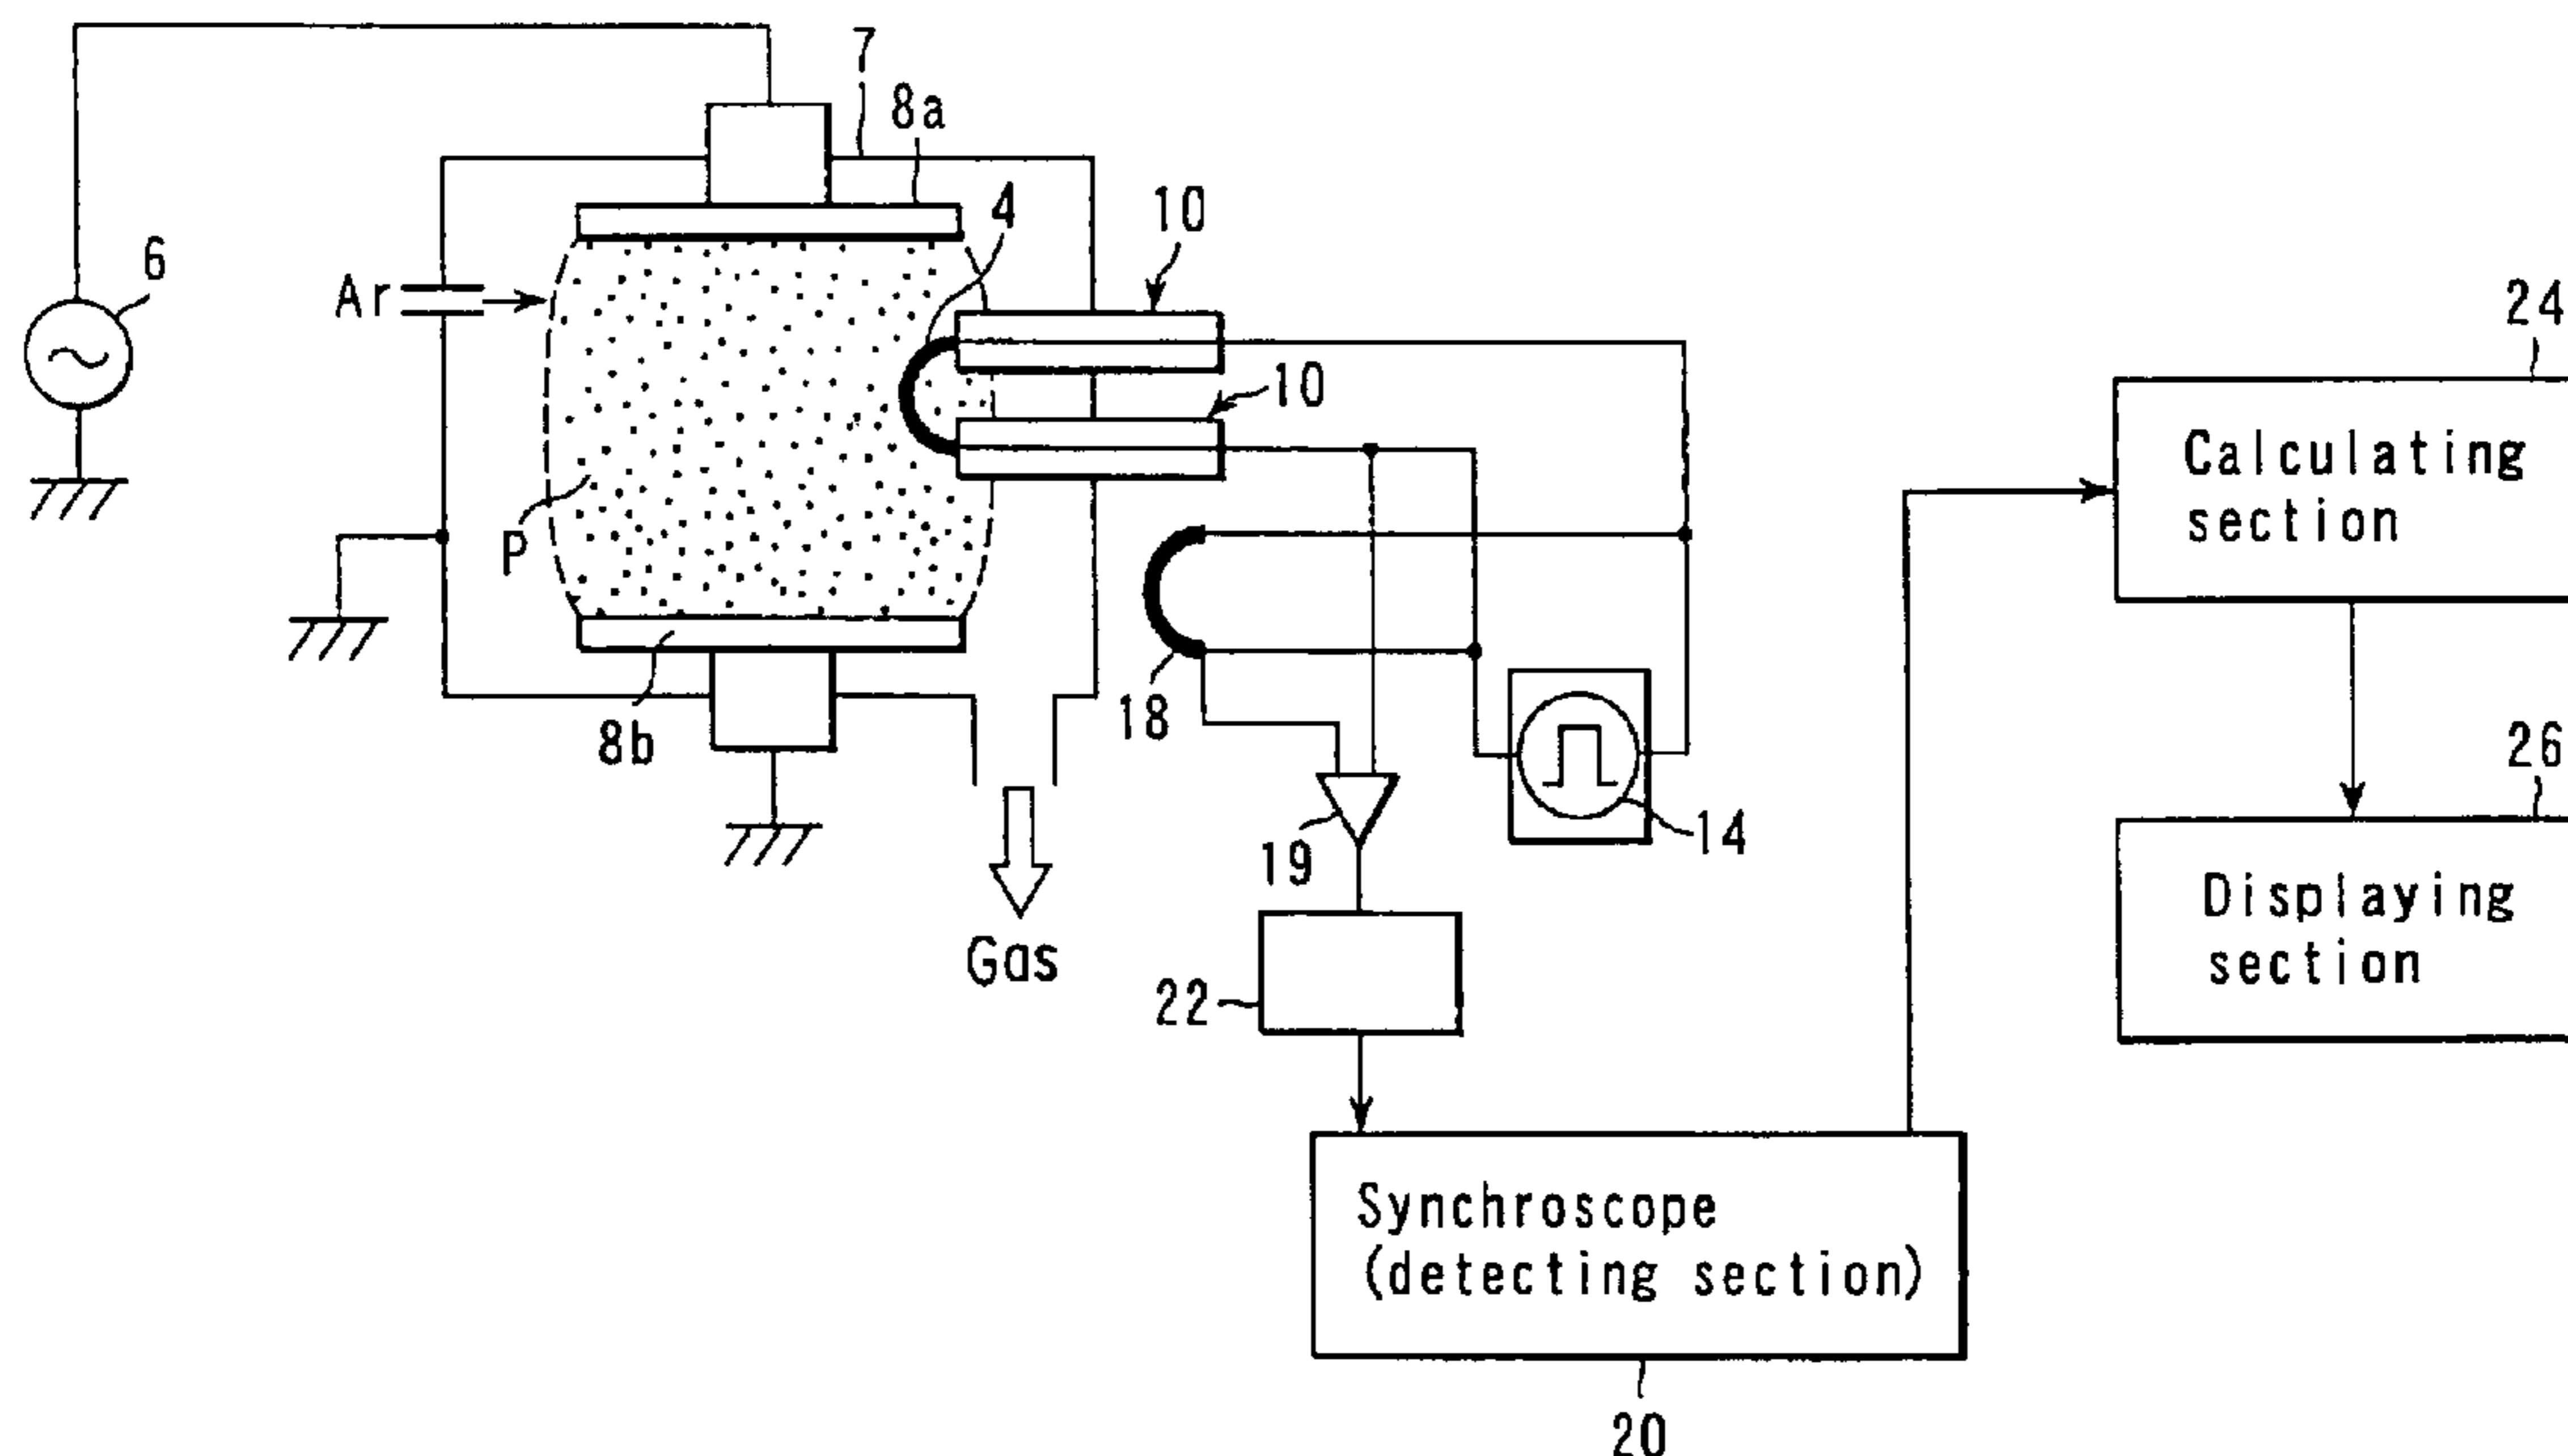 7
8a
4
10
6
Ar
24
10
Calculating
section
P
18
8b
26
14
19
Displaying
section
Gas
22
Synchroscope
(detecting section)
20